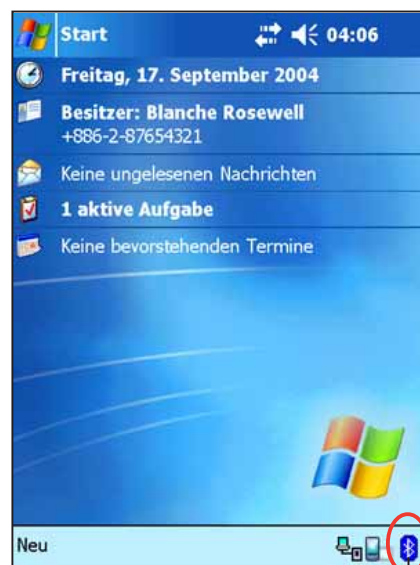 Start 04:06
Freitag, 17. September 2004
Besitzer: Blanche Rosewell
+886-2-87654321
Keine ungelesenen Nachrichten
1 aktive Aufgabe
Keine bevorstehenden Termine
Neu